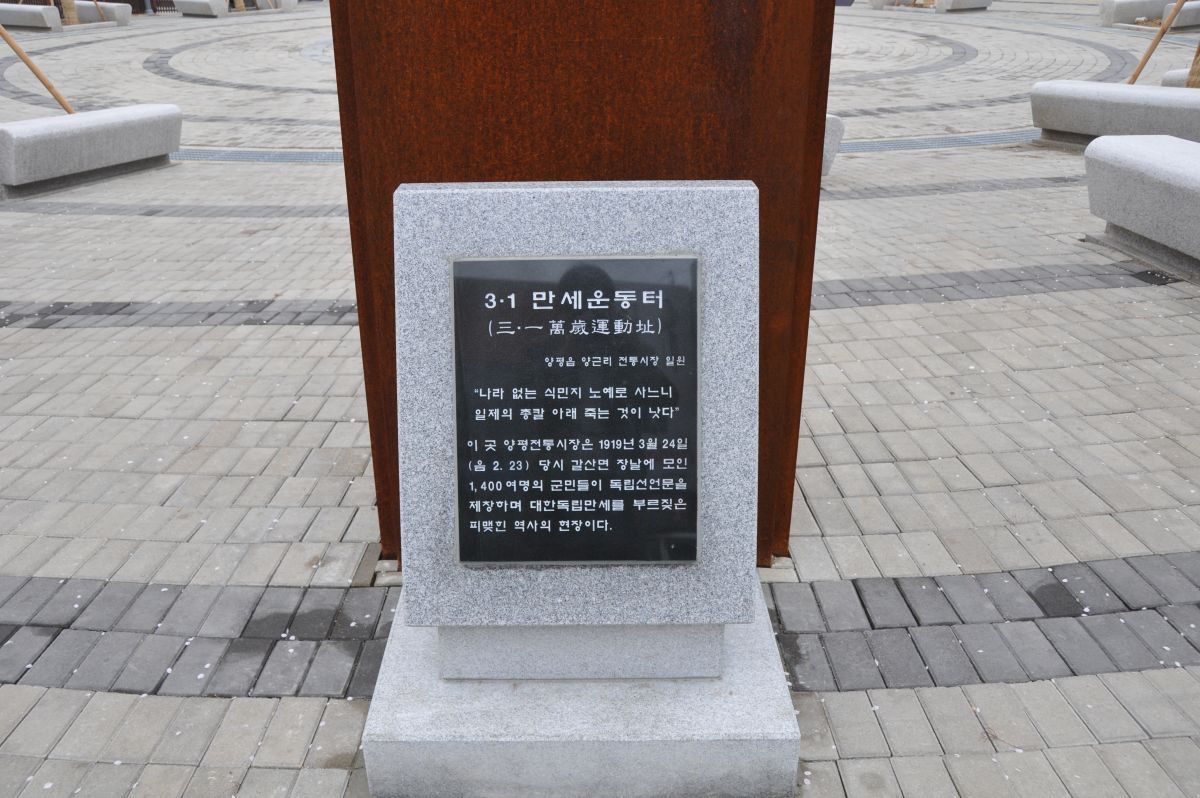 3·1 만세운동터
(三·一萬歲運動址)
양평읍 양근리 전통시장 일원
"나라 없는 식민지 노예로 사느니
일제의 총칼 아래 죽는 것이 낫다"
이 곳 양평전통시장은 1919년 3월 24일
(음 2. 23) 당시 갈산면 장날에 모인
1,400여명의 군민들이 독립선언문을
제창하며 대한독립만세를 부르짖은
피맺힌 역사의 현장이다.